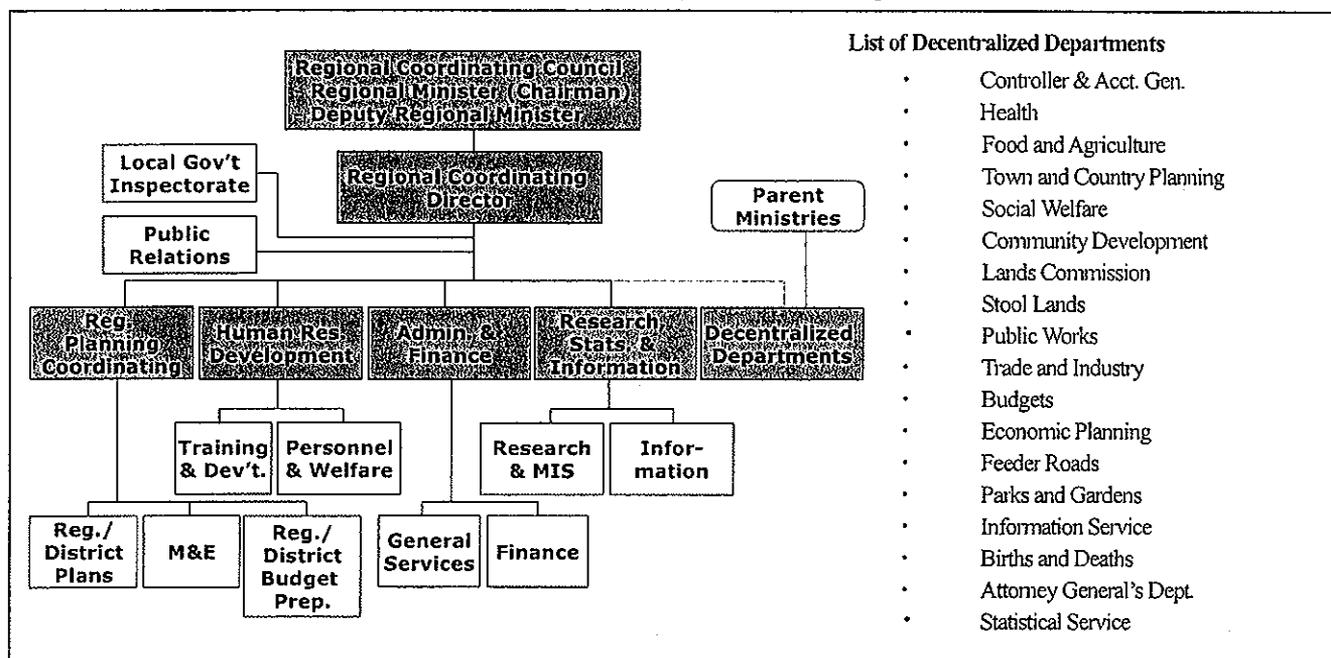 Regional Coordinating Council
Regional Minister (Chairman)
Deputy Regional Minister
Local Gov't
Inspectorate
Regional Coordinating
Director
Parent
Ministries
Public
Relations
Reg.
Planning
Coordinating
Human Res.
Development
Admin. &
Finance
Research,
Stats. &
Information
Decentralized
Departments
Training
& Dev't.
Personnel
& Welfare
Research
& MIS
Infor-
mation
Reg./
District
Plans
M&E
Reg./
District
Budget
Prep.
General
Services
Finance
List of Decentralized Departments
· Controller & Acct. Gen.
· Health
· Food and Agriculture
· Town and Country Planning
· Social Welfare
· Community Development
· Lands Commission
· Stool Lands
· Public Works
· Trade and Industry
· Budgets
· Economic Planning
· Feeder Roads
· Parks and Gardens
· Information Service
· Births and Deaths
· Attorney General's Dept.
· Statistical Service